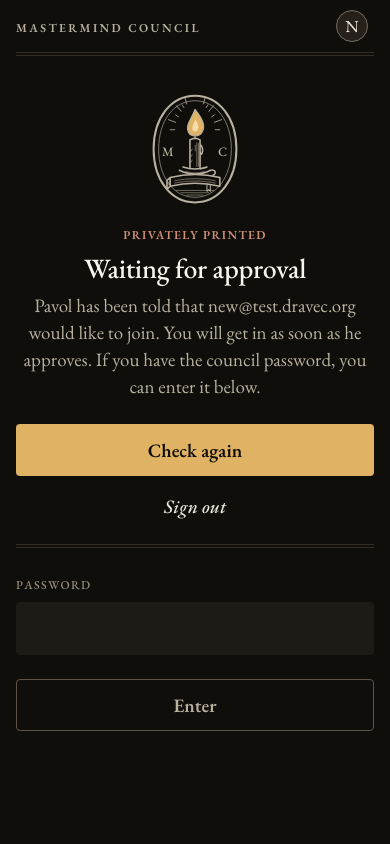 MASTERMIND COUNCIL
N
M C
PRIVATELY PRINTED
Waiting for approval
Pavol has been told that new@test.dravec.org
would like to join. You will get in as soon as he
approves. If you have the council password, you
can enter it below.
Check again
Sign out
PASSWORD
Enter